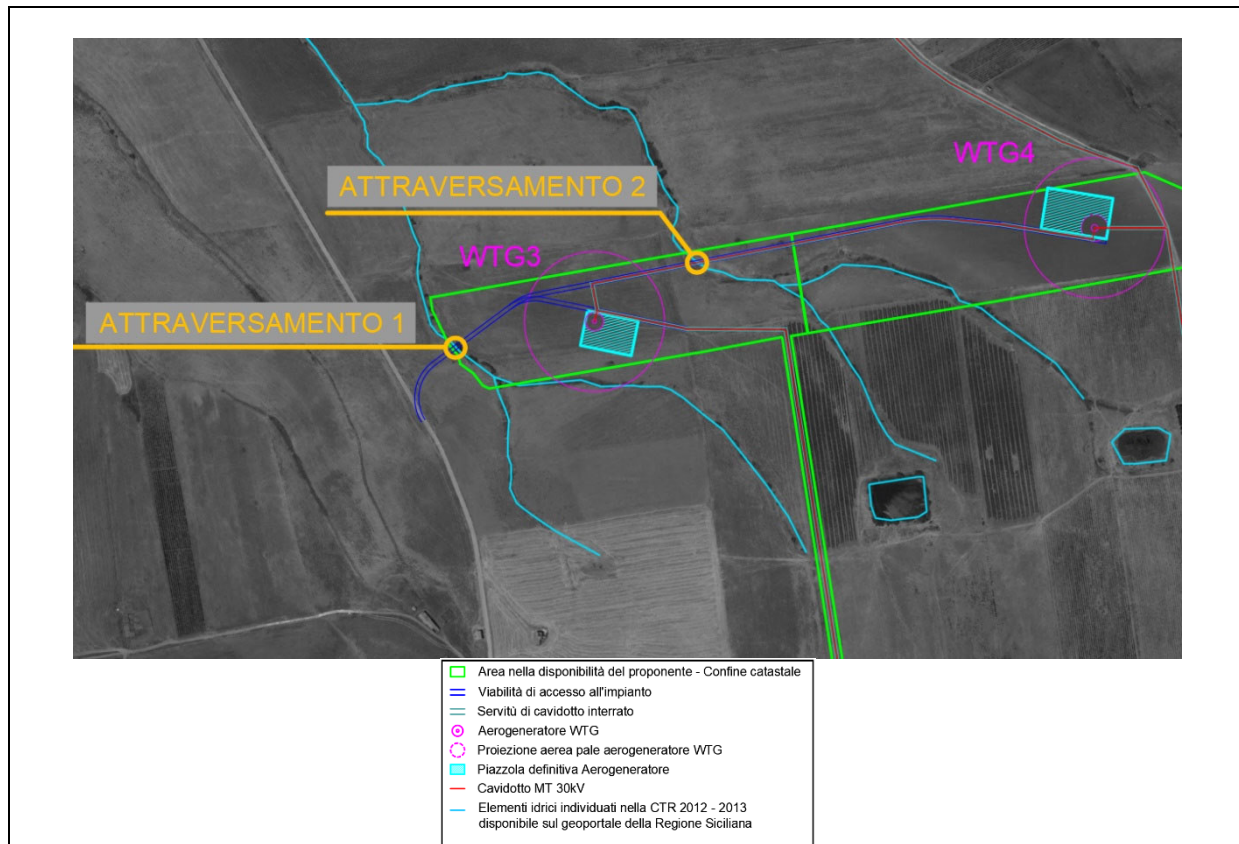 WTG4
ATTRAVERSAMENTO 2
WTG3
ATTRAVERSAMENTO 1
Area nella disponibilità del proponente - Confine catastale
Viabilità di accesso all'impianto
Servitù di cavidotto interrato
Aerogeneratore WTG
Proiezione aerea pale aerogeneratore WTG
Piazzola definitiva Aerogeneratore
Cavidotto MT 30kV
Elementi idrici individuati nella CTR 2012 - 2013
disponibile sul geoportale della Regione Siciliana